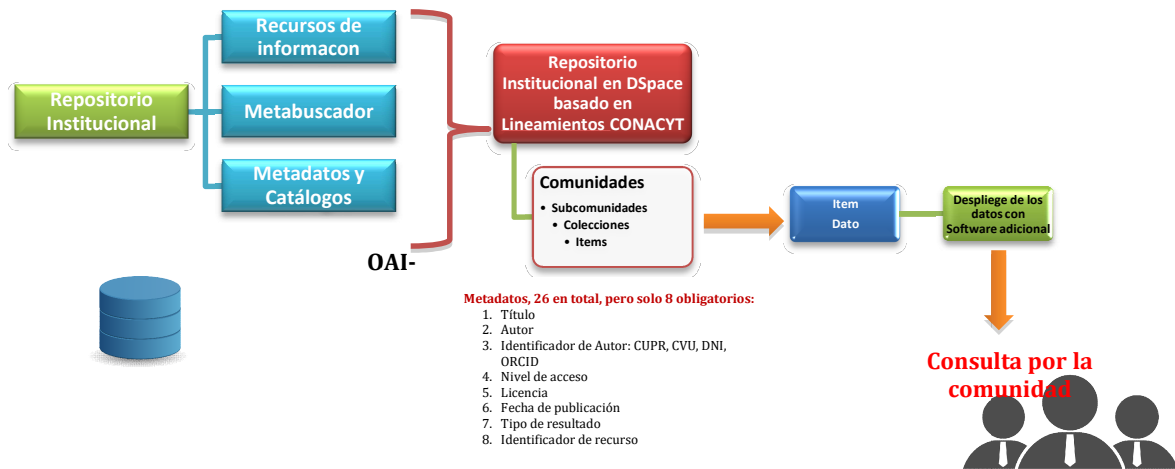 Repositorio
Institucional
Recursos de
informacon
Metabuscador
Metadatos y
Catálogos
OAI-
Repositorio
Institucional en DSpace
basado en
Lineamientos CONACYT
Comunidades
• Subcomunidades
• Colecciones
• Items
Item
Dato
Despliege de los
datos con
Software adicional
Metadatos, 26 en total, pero solo 8 obligatorios:
1. Título
2. Autor
3. Identificador de Autor: CUPR, CVU, DNI,
ORCID
4. Nivel de acceso
5. Licencia
6. Fecha de publicación
7. Tipo de resultado
8. Identificador de recurso
Consulta por la
comunidad